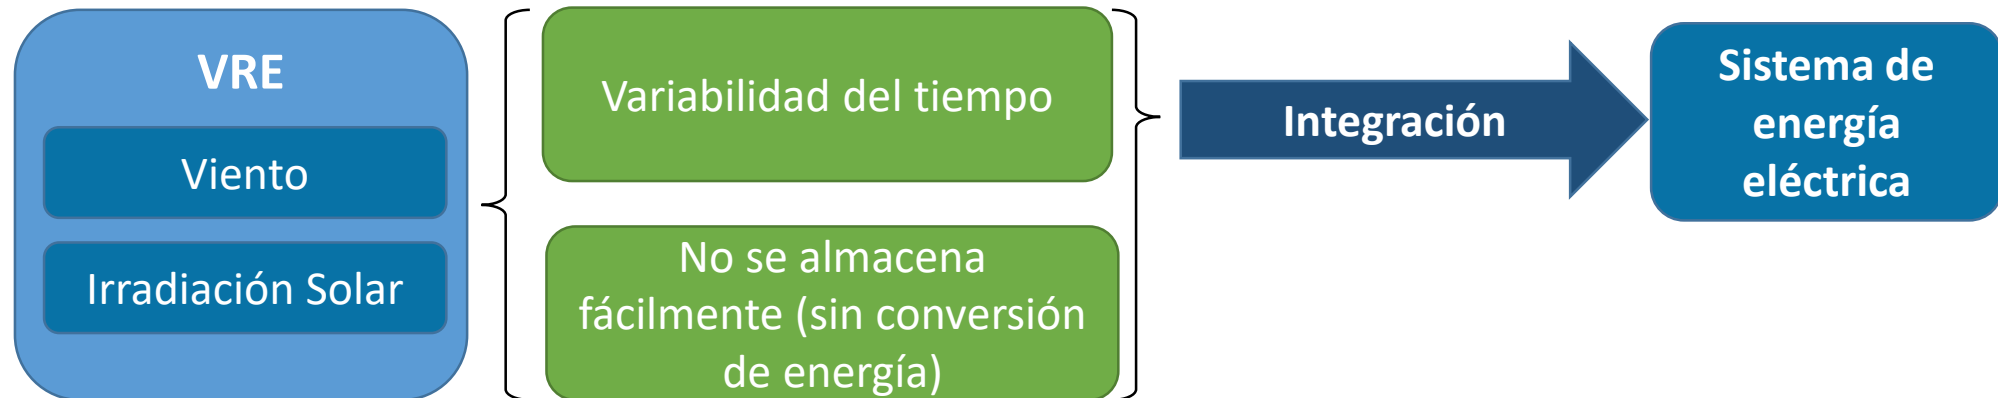 VRE
Viento
Irradiación Solar
Variabilidad del tiempo
No se almacena
fácilmente (sin conversión
de energía)
Integración
Sistema de
energía
eléctrica